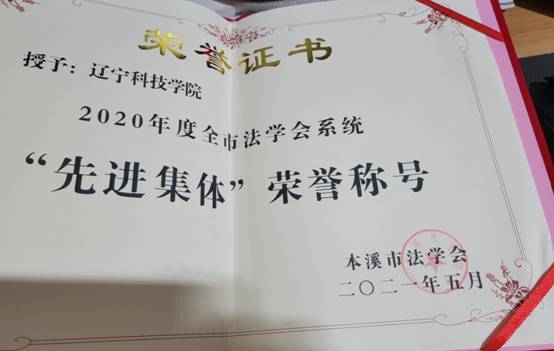 荣誉证书
授予：辽宁科技学院
2020年度全市法学会系统
“先进集体”荣誉称号
本溪市法学会
二〇二一年五月